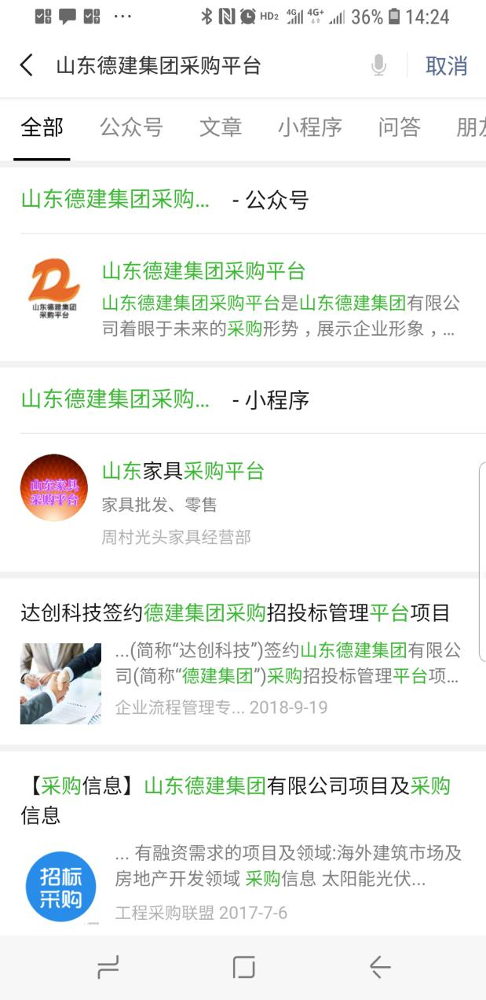 HD2 4G 4G+ 36% 14:24
山东德建集团采购平台 取消
全部 公众号 文章 小程序 问答 朋
山东德建集团采购... - 公众号
山东德建集团
采购平台
山东德建集团采购平台
山东德建集团采购平台是山东德建集团有限公
司着眼于未来的采购形势，展示企业形象，...
山东德建集团采购... - 小程序
山东家具
采购平台
山东家具采购平台
家具批发、零售
周村光头家具经营部
达创科技签约德建集团采购招投标管理平台项目
...(简称“达创科技”)签约山东德建集团有限公
司(简称“德建集团”)采购招投标管理平台项...
企业流程管理专... 2018-9-19
【采购信息】山东德建集团有限公司项目及采购
信息
招标
采购
... 有融资需求的项目及领域:海外建筑市场及
房地产开发领域 采购信息 太阳能光伏...
工程采购联盟 2017-7-6